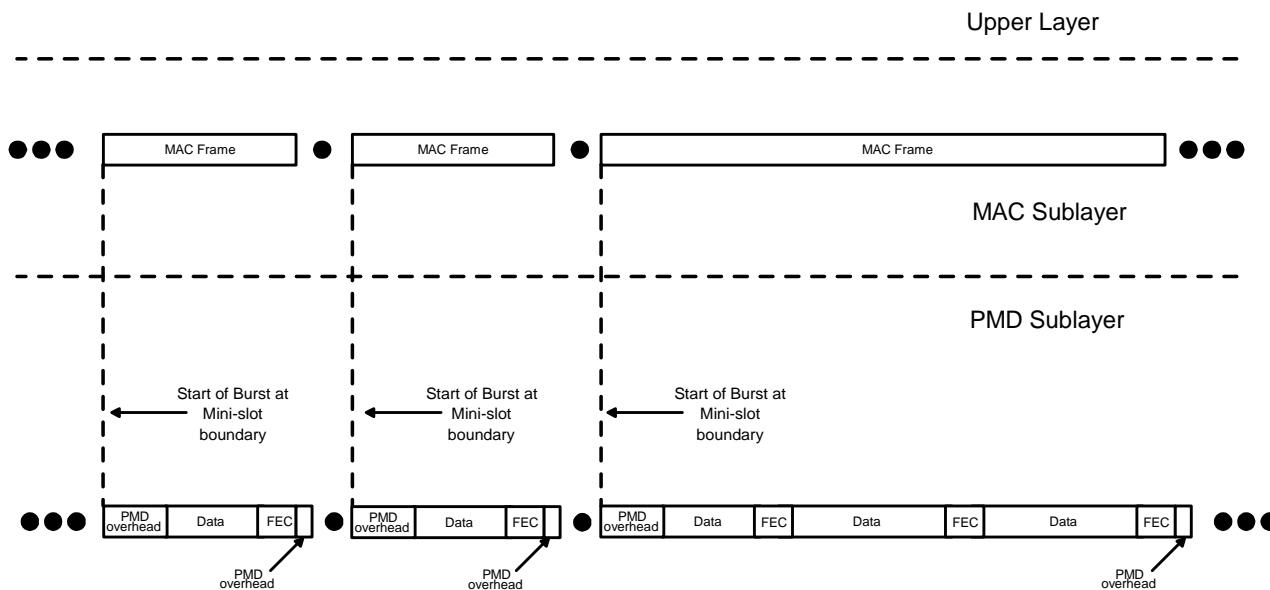 Upper Layer
MAC Frame
MAC Frame
MAC Frame
MAC Sublayer
PMD Sublayer
Start of Burst at
Mini-slot
boundary
Start of Burst at
Mini-slot
boundary
Start of Burst at
Mini-slot
boundary
PMD
overhead
Data
FEC
PMD
overhead
Data
FEC
PMD
overhead
Data
FEC
Data
FEC
Data
FEC
PMD
overhead
PMD
overhead
PMD
overhead